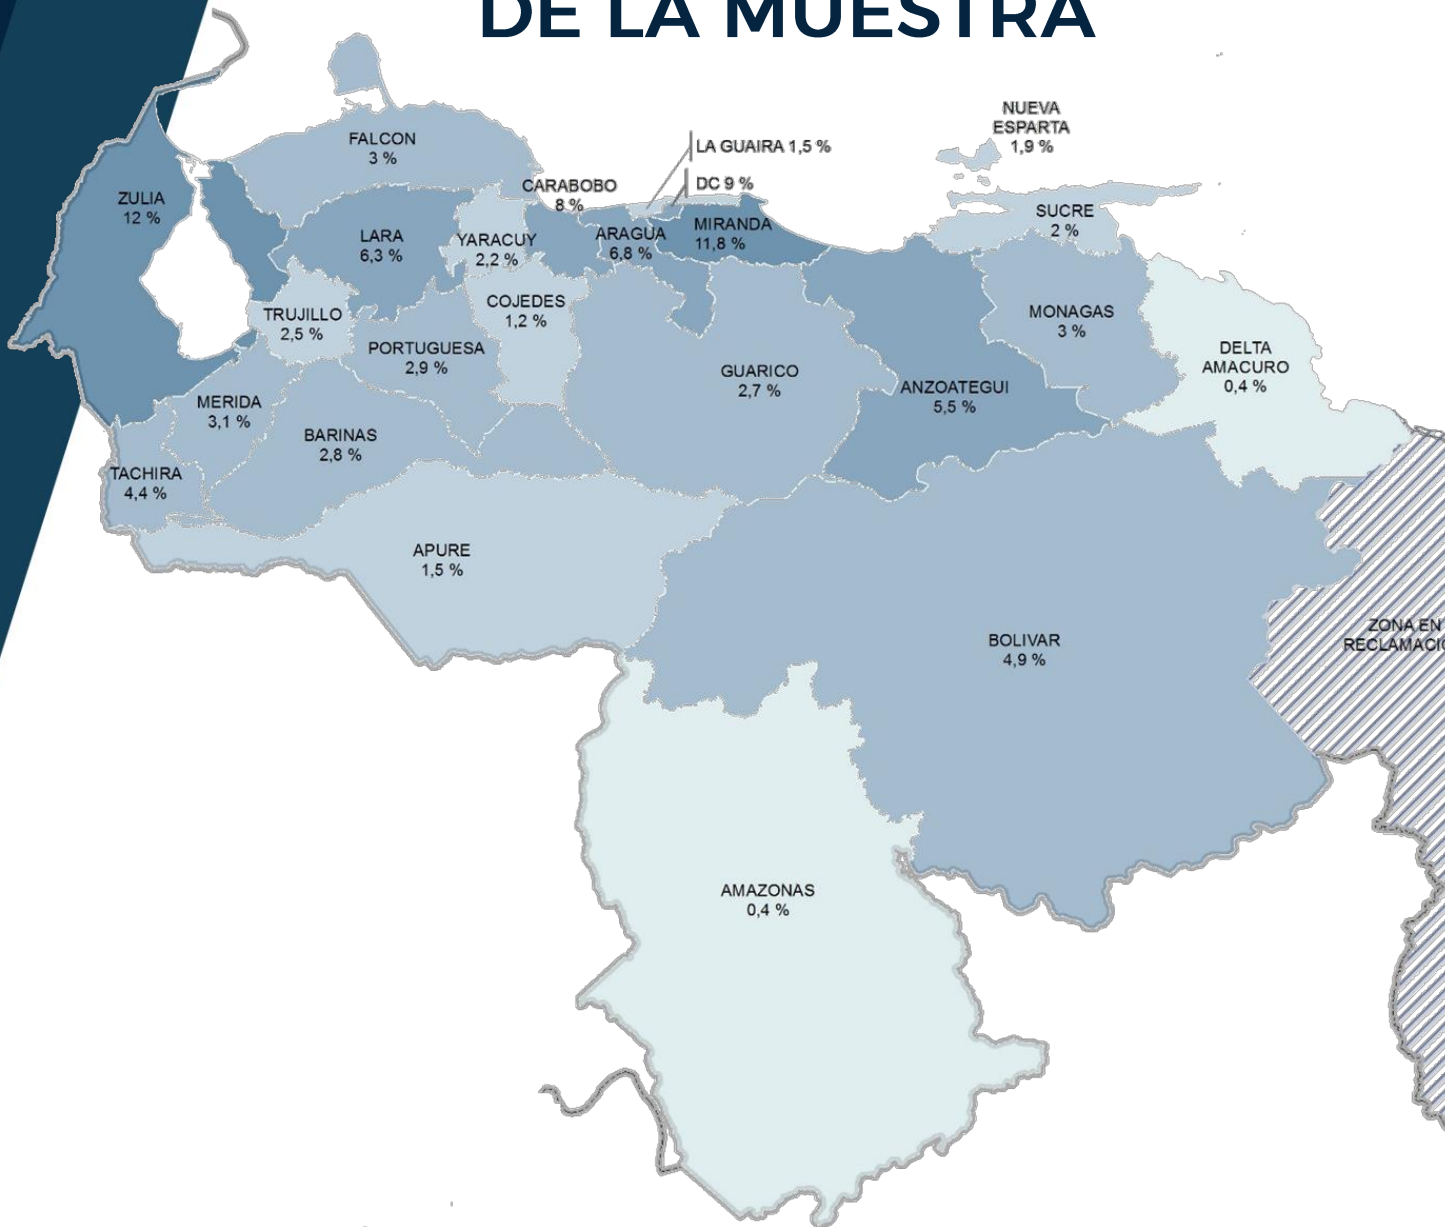 DE LA MUESTRA
NUEVA
ESPARTA
1,9 %
FALCON
3 %
LA GUAIRA 1,5 %
DC 9 %
CARABOBO
8 %
ZULIA
12 %
LARA
6,3 %
YARACUY
2,2 %
ARAGUA
6,8 %
MIRANDA
11,8 %
SUCRE
2 %
TRUJILLO
2,5 %
COJEDES
1,2 %
MONAGAS
3 %
PORTUGUESA
2,9 %
GUARICO
2,7 %
ANZOATEGUI
5,5 %
DELTA
AMACURO
0,4 %
MERIDA
3,1 %
BARINAS
2,8 %
TACHIRA
4,4 %
APURE
1,5 %
BOLIVAR
4,9 %
ZONA EN
RECLAMACIO
AMAZONAS
0,4 %